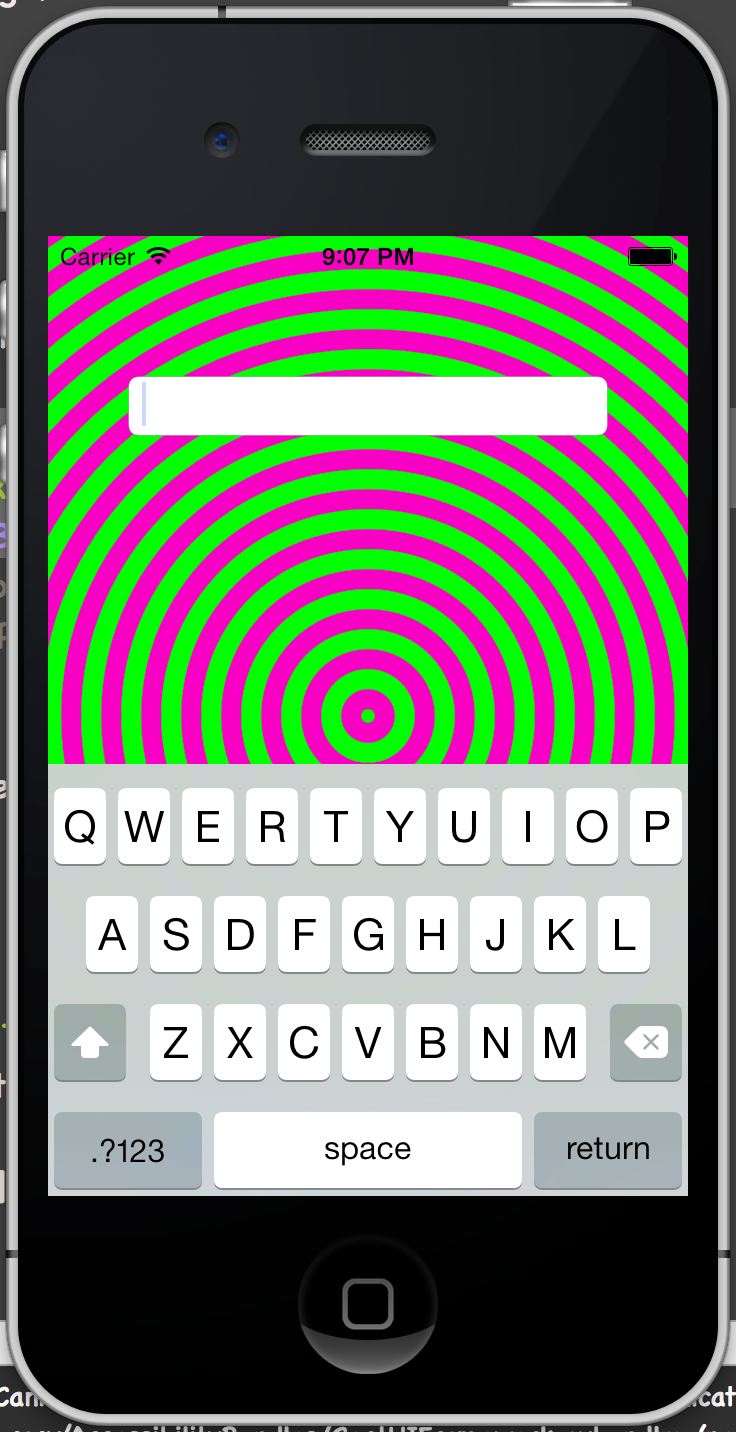 Carrier 9:07 PM
Q W E R T Y U I O P
A S D F G H J K L
Z X C V B N M
.?123 space return